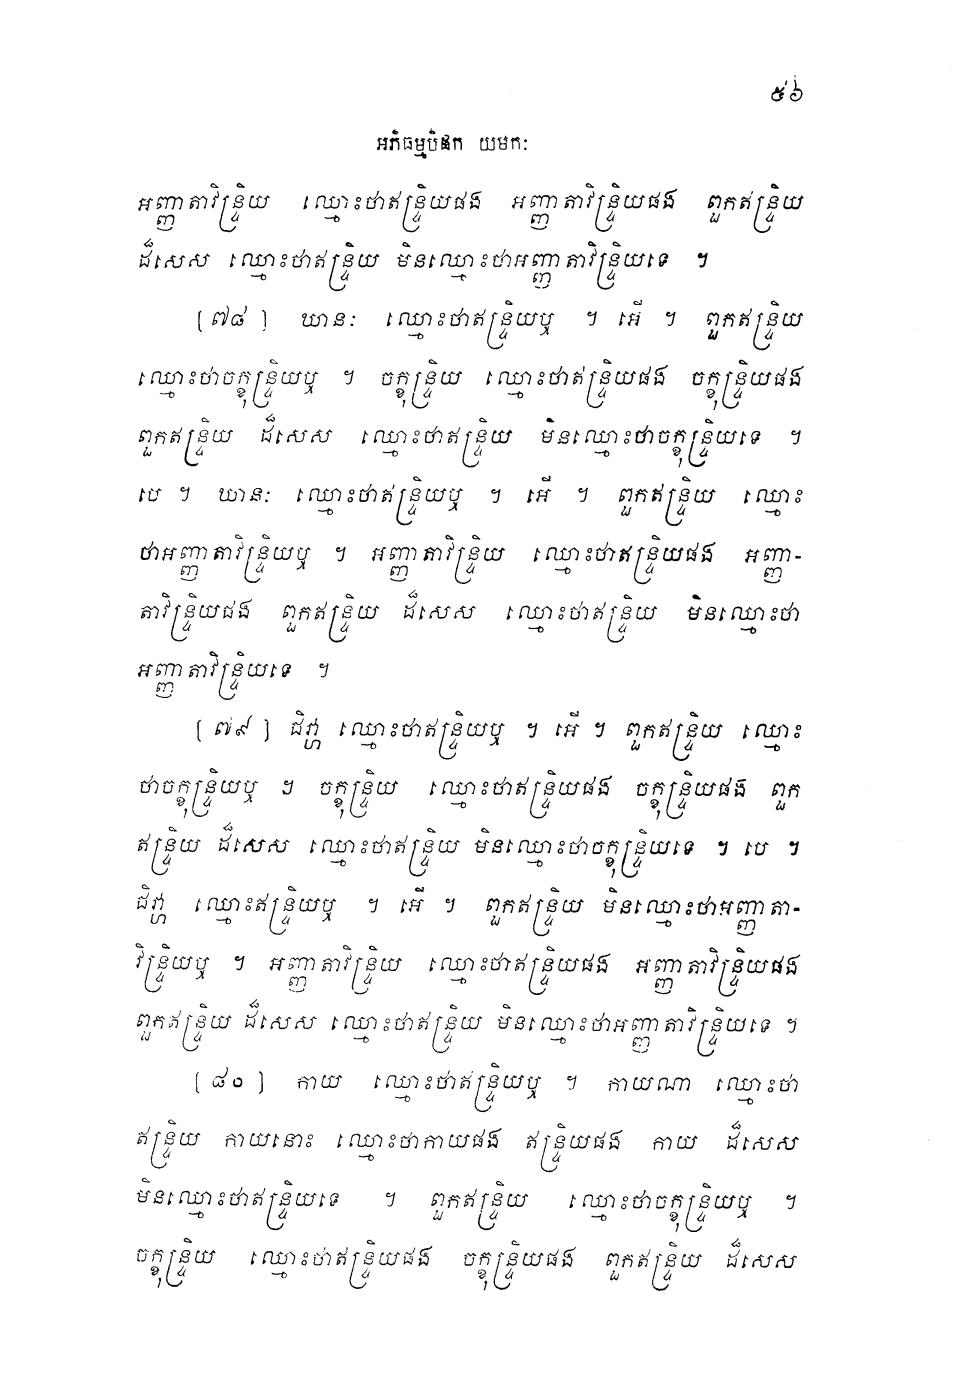 ៥៦
អភិធម្មបិដក យមកៈ
អញ្ញាតាវិន្ទ្រិយ ឈ្មោះថាឥន្ទ្រិយផង អញ្ញាតាវិន្ទ្រិយផង ពួកឥន្ទ្រិយ
ដ៏សេស ឈ្មោះថាឥន្ទ្រិយ មិនឈ្មោះថាអញ្ញាតាវិន្ទ្រិយទេ ។
[៧៨] ឃានៈ ឈ្មោះថាឥន្ទ្រិយឬ ។ អើ ។ ពួកឥន្ទ្រិយ
ឈ្មោះថាចក្ខុន្ទ្រិយឬ ។ ចក្ខុន្ទ្រិយ ឈ្មោះថាឥន្ទ្រិយផង ចក្ខុន្ទ្រិយផង
ពួកឥន្ទ្រិយ ដ៏សេស ឈ្មោះថាឥន្ទ្រិយ មិនឈ្មោះថាចក្ខុន្ទ្រិយទេ ។
បេ ។ ឃានៈ ឈ្មោះថាឥន្ទ្រិយឬ ។ អើ ។ ពួកឥន្ទ្រិយ ឈ្មោះ
ថាអញ្ញាតាវិន្ទ្រិយឬ ។ អញ្ញាតាវិន្ទ្រិយ ឈ្មោះថាឥន្ទ្រិយផង អញ្ញា-
តាវិន្ទ្រិយផង ពួកឥន្ទ្រិយ ដ៏សេស ឈ្មោះថាឥន្ទ្រិយ មិនឈ្មោះថា
អញ្ញាតាវិន្ទ្រិយទេ ។
[៧៩] ជិវ្ហា ឈ្មោះថាឥន្ទ្រិយឬ ។ អើ ។ ពួកឥន្ទ្រិយ ឈ្មោះ
ថាចក្ខុន្ទ្រិយឬ ។ ចក្ខុន្ទ្រិយ ឈ្មោះថាឥន្ទ្រិយផង ចក្ខុន្ទ្រិយផង ពួក
ឥន្ទ្រិយ ដ៏សេស ឈ្មោះថាឥន្ទ្រិយ មិនឈ្មោះថាចក្ខុន្ទ្រិយទេ ។ បេ ។
ជិវ្ហា ឈ្មោះឥន្ទ្រិយឬ ។ អើ ។ ពួកឥន្ទ្រិយ មិនឈ្មោះថាអញ្ញាតា-
វិន្ទ្រិយឬ ។ អញ្ញាតាវិន្ទ្រិយ ឈ្មោះថាឥន្ទ្រិយផង អញ្ញាតាវិន្ទ្រិយផង
ពួកឥន្ទ្រិយ ដ៏សេស ឈ្មោះថាឥន្ទ្រិយ មិនឈ្មោះថាអញ្ញាតាវិន្ទ្រិយទេ ។
[៨០] កាយ ឈ្មោះថាឥន្ទ្រិយឬ ។ កាយណា ឈ្មោះថា
ឥន្ទ្រិយ កាយនោះ ឈ្មោះថាកាយផង ឥន្ទ្រិយផង កាយ ដ៏សេស
មិនឈ្មោះថាឥន្ទ្រិយទេ ។ ពួកឥន្ទ្រិយ ឈ្មោះថាចក្ខុន្ទ្រិយឬ ។
ចក្ខុន្ទ្រិយ ឈ្មោះថាឥន្ទ្រិយផង ចក្ខុន្ទ្រិយផង ពួកឥន្ទ្រិយ ដ៏សេស